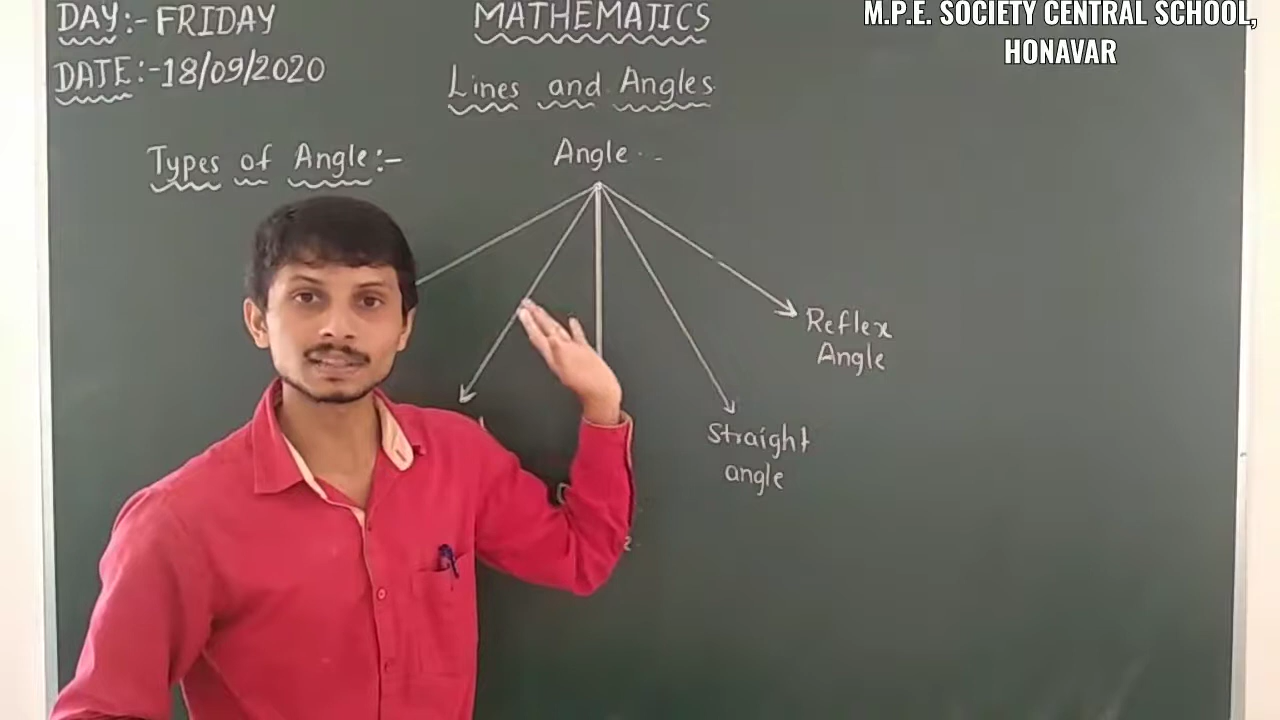 DAY:- FRIDAY
DATE:-18/09/2020
MATHEMATICS
Lines and Angles
M.P.E. SOCIETY CENTRAL SCHOOL,
HONAVAR
Types of Angle:-
Angle
Reflex
Angle
Straight
angle